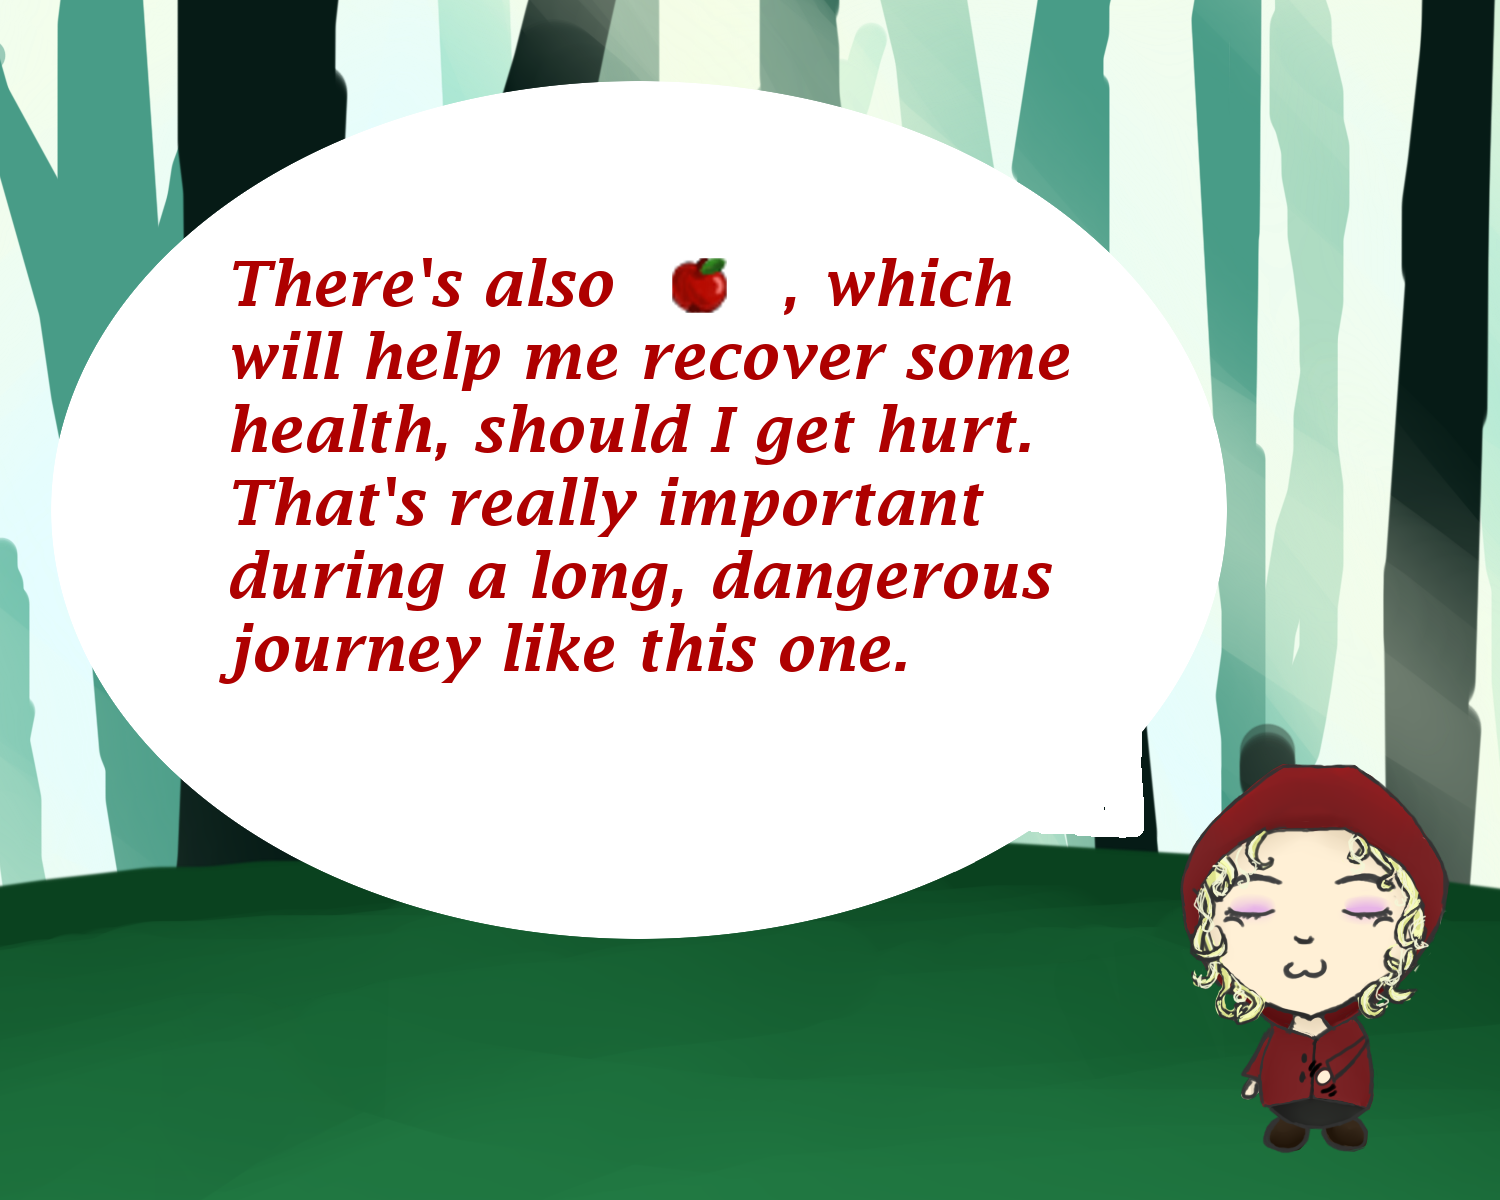 There's also , which
will help me recover some
health, should I get hurt.
That's really important
during a long, dangerous
journey like this one.